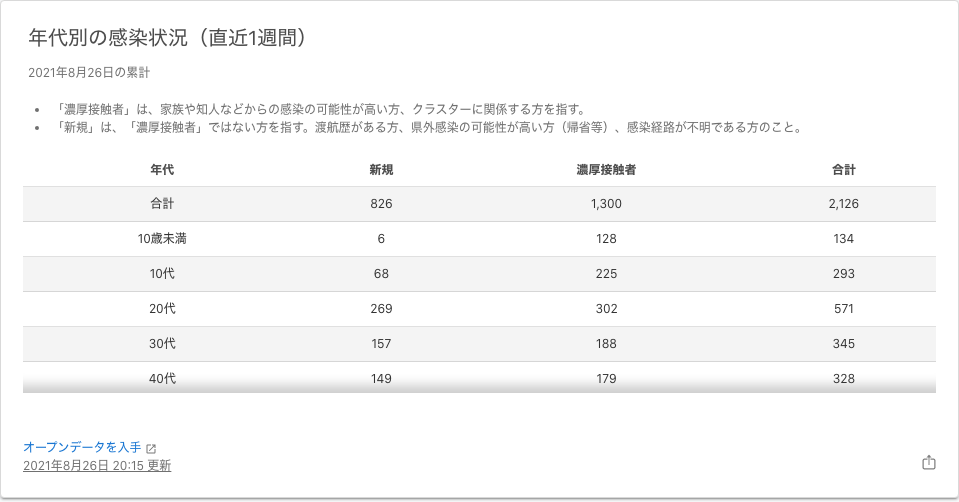 年代別の感染状況（直近1週間）
2021年8月26日の累計
• 「濃厚接触者」は、家族や知人などからの感染の可能性が高い方、クラスターに関係する方を指す。
• 「新規」は、「濃厚接触者」ではない方を指す。渡航歴がある方、県外感染の可能性が高い方（帰省等）、感染経路が不明である方のこと。
年代 新規 濃厚接触者 合計
合計 826 1,300 2,126
10歳未満 6 128 134
10代 68 225 293
20代 269 302 571
30代 157 188 345
40代 149 179 328
オープンデータを入手
2021年8月26日 20:15 更新